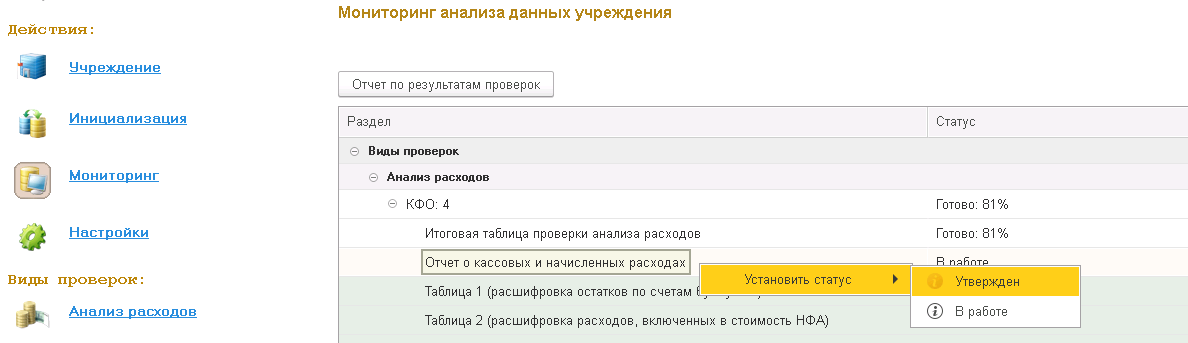 Действия:
Учреждение
Инициализация
Мониторинг
Настройки
Виды проверок:
Анализ расходов
Мониторинг анализа данных учреждения
Отчет по результатам проверок
Раздел Статус
Виды проверок
Анализ расходов
КФО: 4 Готово: 81%
Итоговая таблица проверки анализа расходов Готово: 81%
Отчет о кассовых и начисленных расходах В работе
Установить статус Утвержден
В работе
Таблица 1 (расшифровка остатков по счетам
Таблица 2 (расшифровка расходов, включенных в стоимость НФА)